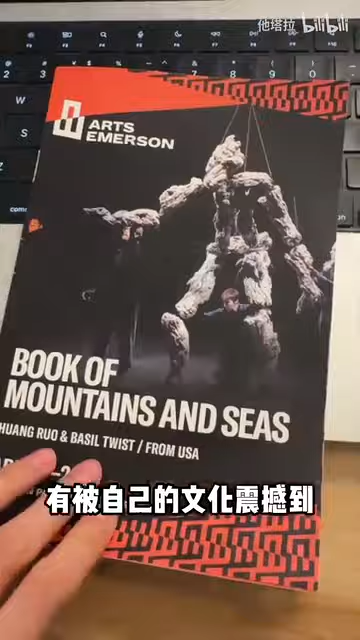 他塔拉 bilibili
ARTS
EMERSON
BOOK OF
MOUNTAINS AND SEAS
HUANG RUO & BASIL TWIST / FROM USA
有被自己的文化震撼到